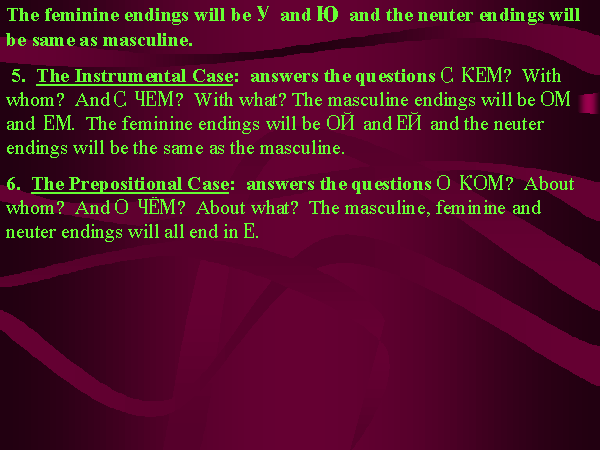 The feminine endings will be У and Ю and the neuter endings will
be same as masculine.
5. The Instrumental Case: answers the questions С КЕМ? With
whom? And С ЧЕМ? With what? The masculine endings will be ОМ
and ЕМ. The feminine endings will be ОЙ and ЕЙ and the neuter
endings will be the same as the masculine.
6. The Prepositional Case: answers the questions О КОМ? About
whom? And О ЧЁМ? About what? The masculine, feminine and
neuter endings will all end in Е.